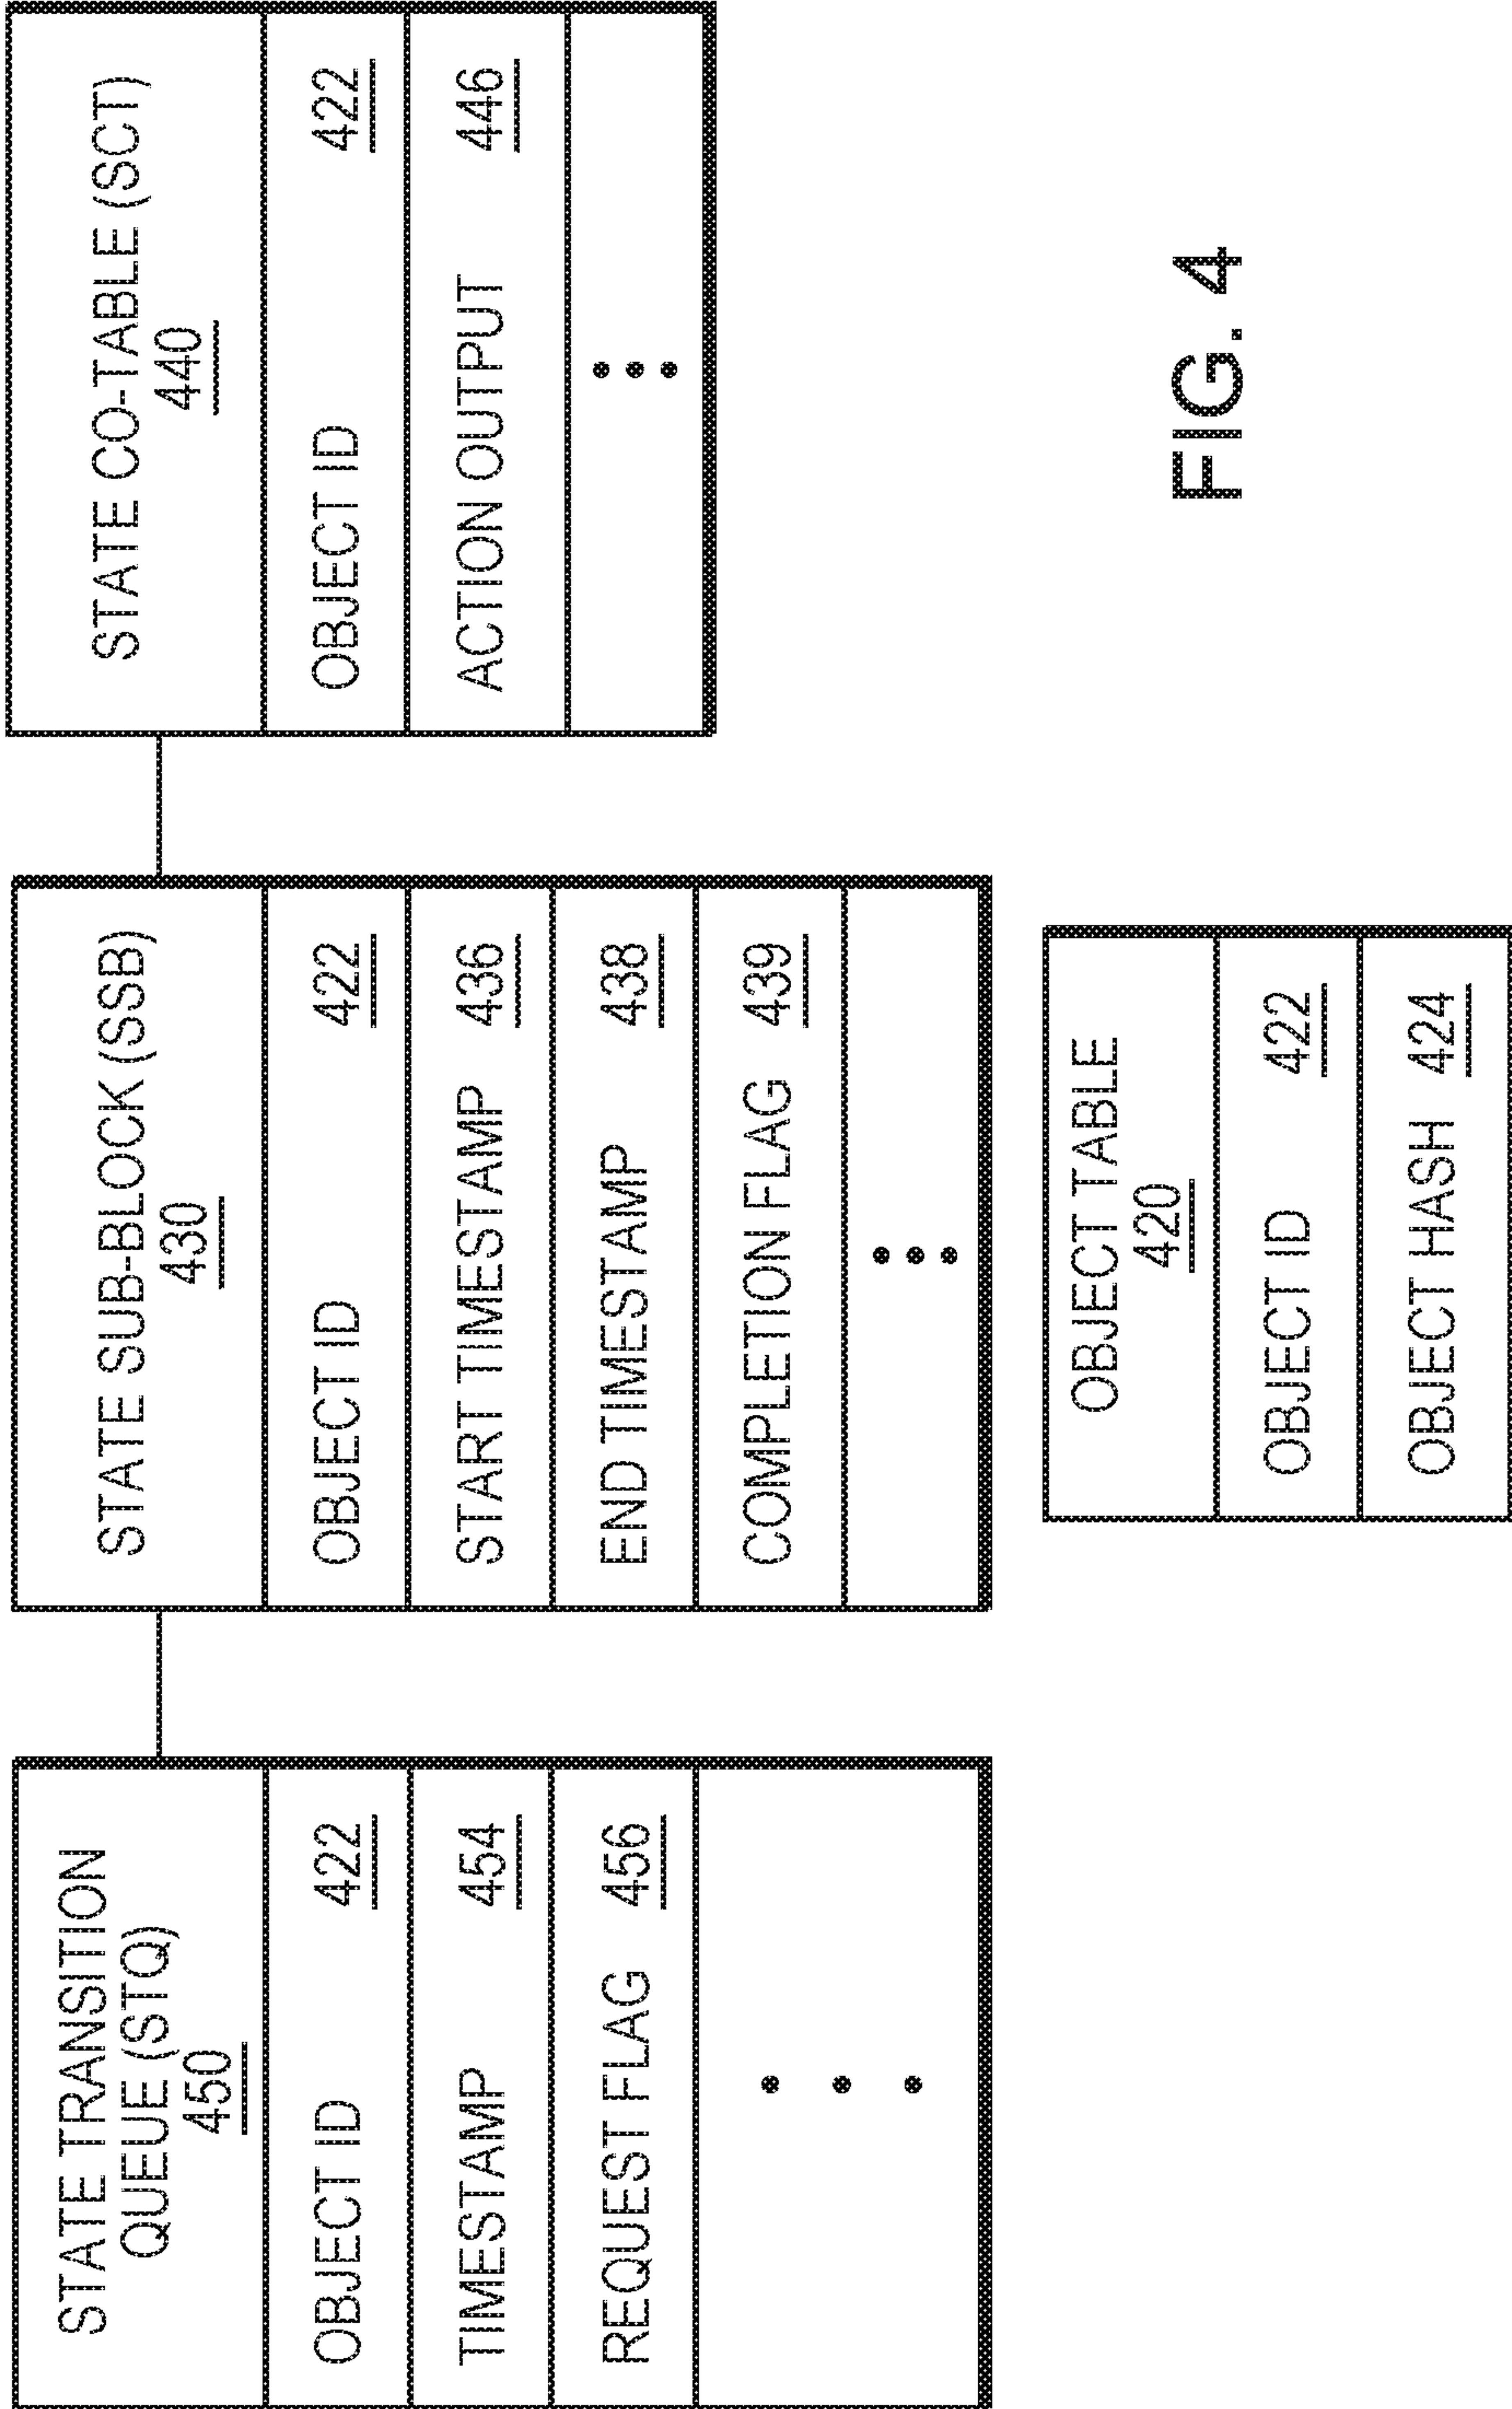 STATE TRANSITION
QUEUE (STQ)
450
OBJECT ID 422
TIMESTAMP 454
REQUEST FLAG 456
STATE SUB-BLOCK (SSB)
430
OBJECT ID 422
START TIMESTAMP 436
END TIMESTAMP 438
COMPLETION FLAG 439
STATE CO-TABLE (SCT)
440
OBJECT ID 422
ACTION OUTPUT 446
OBJECT TABLE
420
OBJECT ID 422
OBJECT HASH 424
FIG. 4